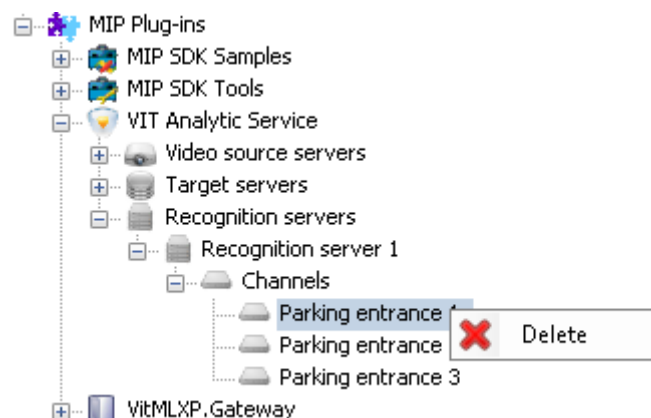 MIP Plug-ins
MIP SDK Samples
MIP SDK Tools
VIT Analytic Service
Video source servers
Target servers
Recognition servers
Recognition server 1
Channels
Parking entrance
Delete
Parking entrance
Parking entrance 3
VitMLXP.Gateway